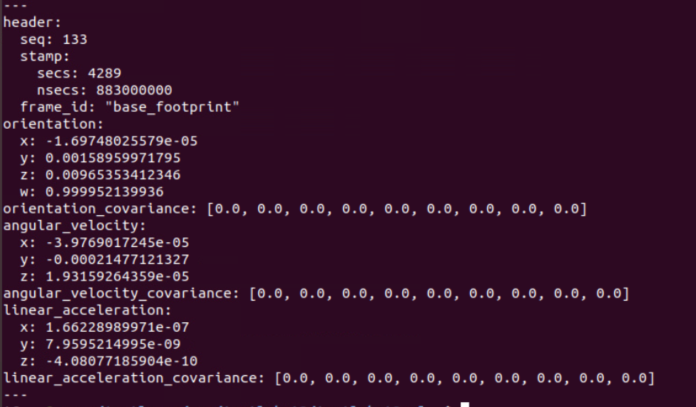 ---
header:
  seq: 133
  stamp:
    secs: 4289
    nsecs: 883000000
  frame_id: "base_footprint"
orientation:
  x: -1.69748025579e-05
  y: 0.00158959971795
  z: 0.00965353412346
  w: 0.999952139936
orientation_covariance: [0.0, 0.0, 0.0, 0.0, 0.0, 0.0, 0.0, 0.0, 0.0]
angular_velocity:
  x: -3.9769017245e-05
  y: -0.00021477121327
  z: 1.93159264359e-05
angular_velocity_covariance: [0.0, 0.0, 0.0, 0.0, 0.0, 0.0, 0.0, 0.0, 0.0]
linear_acceleration:
  x: 1.66228989971e-07
  y: 7.9595214995e-09
  z: -4.08077185904e-10
linear_acceleration_covariance: [0.0, 0.0, 0.0, 0.0, 0.0, 0.0, 0.0, 0.0, 0.0]
---